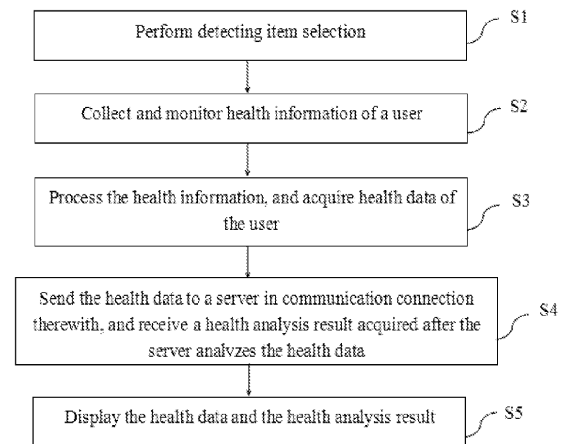 Perform detecting item selection
S1
Collect and monitor health information of a user
S2
Process the health information, and acquire health data of
the user
S3
Send the health data to a server in communication connection
therewith, and receive a health analysis result acquired after the
server analyzes the health data
S4
Display the health data and the health analysis result
S5